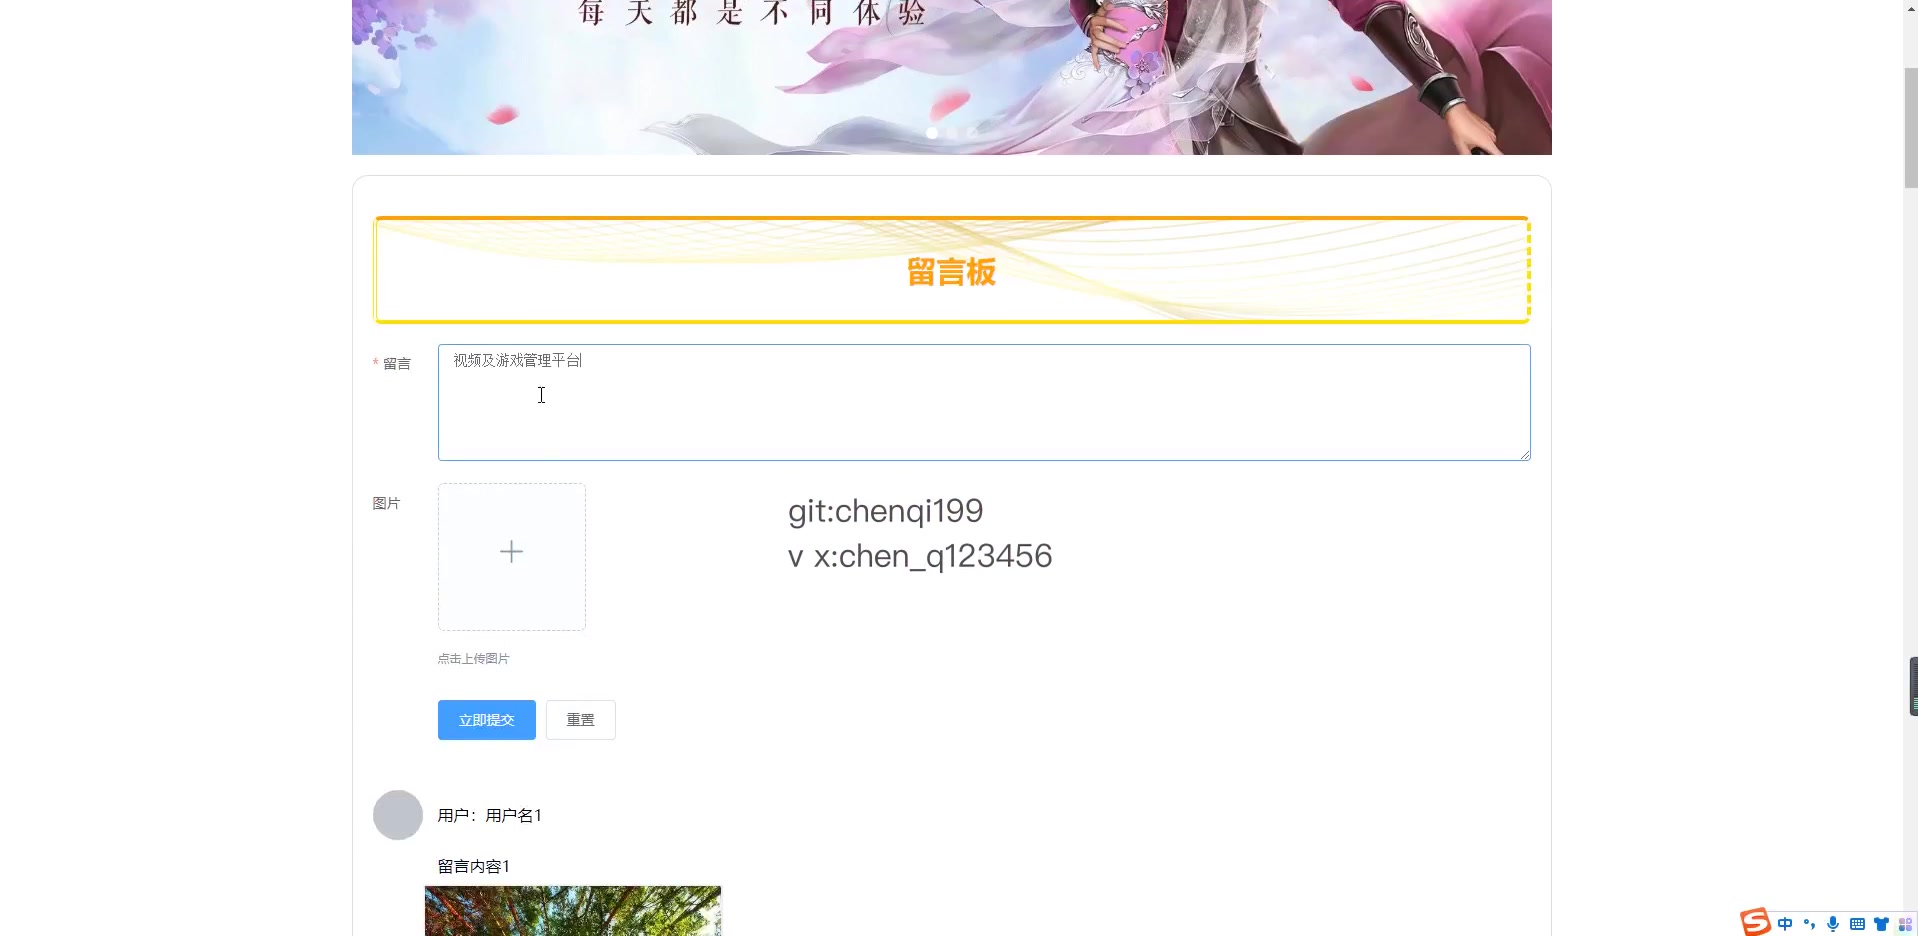 每天都是不同体验
留言板
* 留言
视频及游戏管理平台
图片
git:chenqi199
v x:chen_q123456
点击上传图片
立即提交
重置
用户：用户名1
留言内容1
中